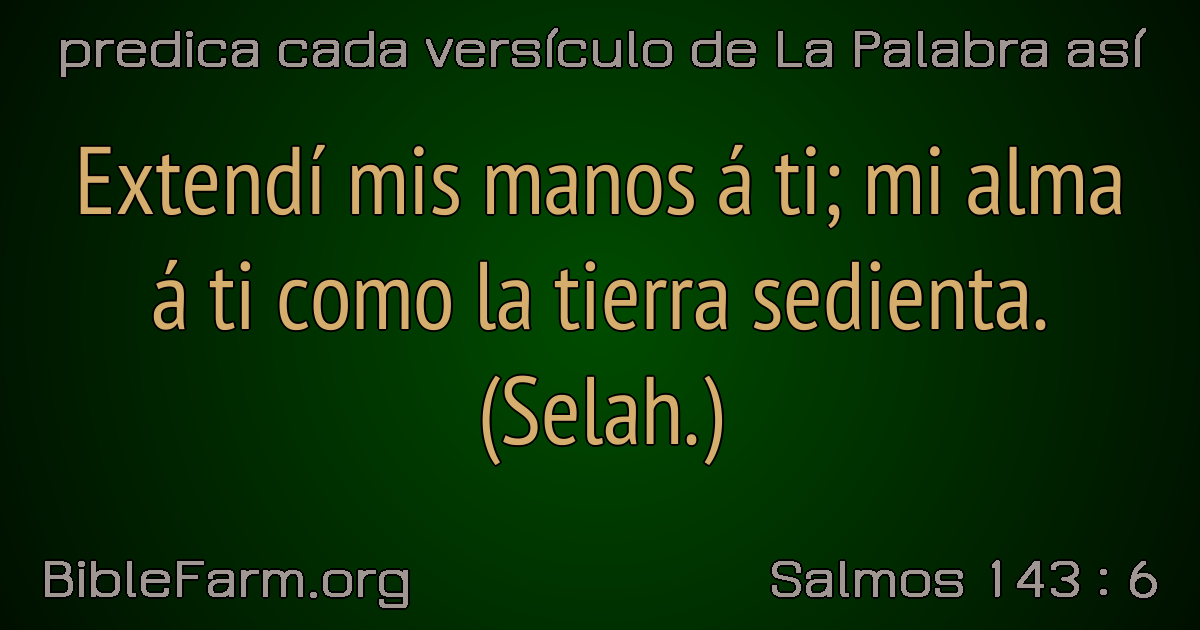 predica cada versículo de La Palabra así
Extendí mis manos á ti; mi alma
á ti como la tierra sedienta.
(Selah.)
BibleFarm.org
Salmos 143 : 6